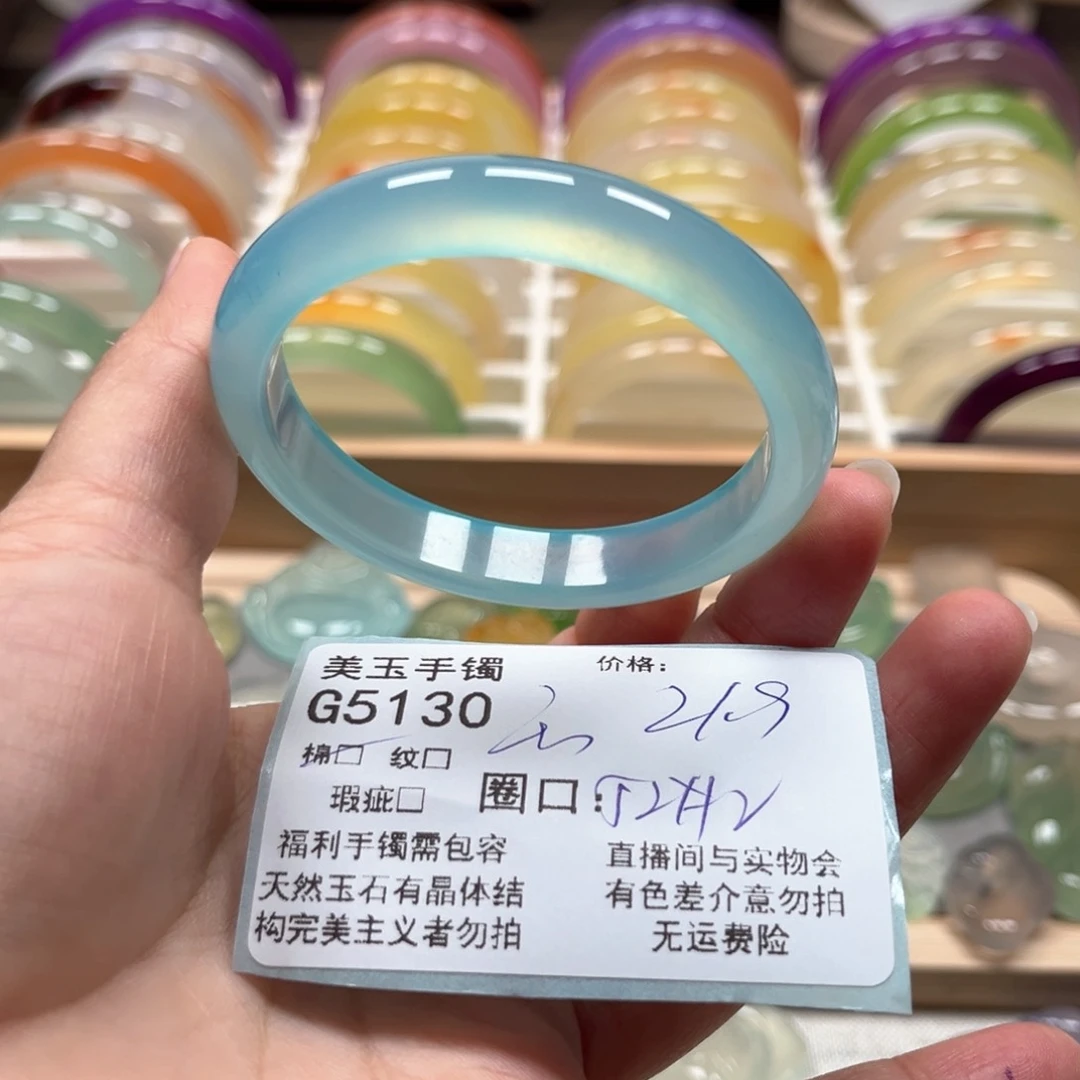 美玉手镯 价格:
G5130 219
棉□ 纹□
瑕疵□ 圈口:
福利手镯需包容
天然玉石有晶体结
构完美主义者勿拍
直播间与实物会
有色差介意勿拍
无运费险